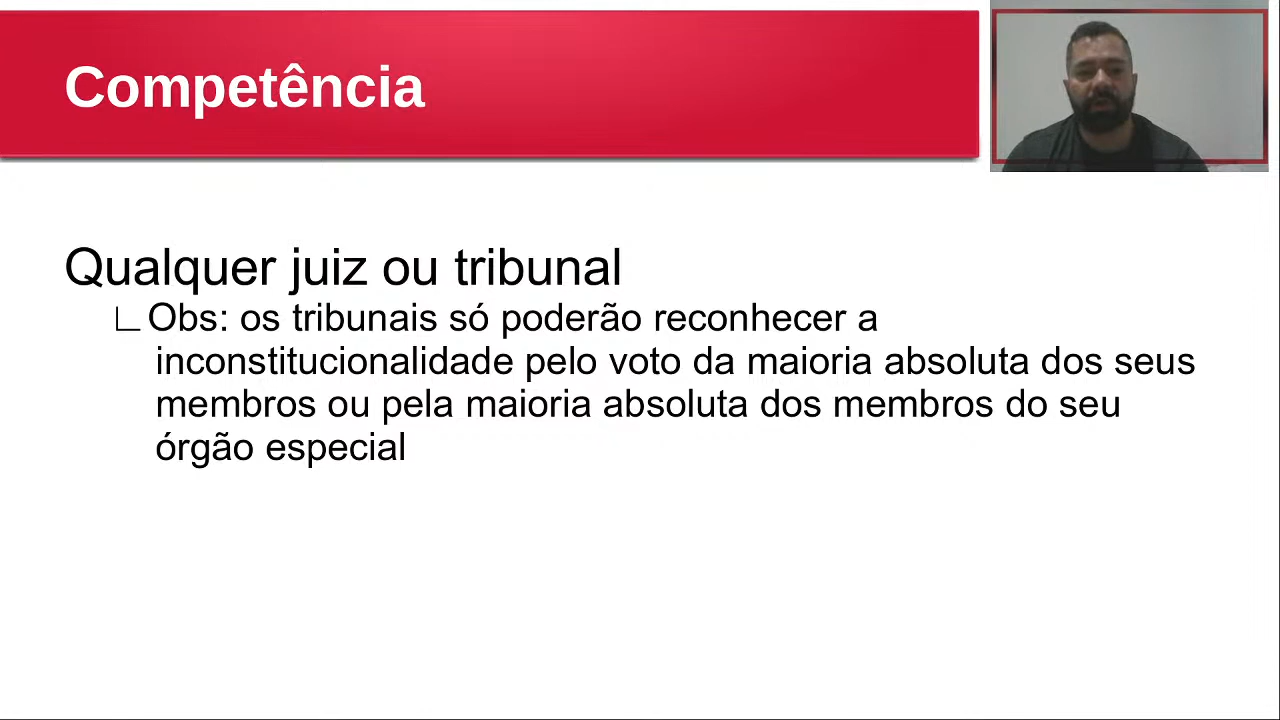 Competência
Qualquer juiz ou tribunal
Obs: os tribunais só poderão reconhecer a
inconstitucionalidade pelo voto da maioria absoluta dos seus
membros ou pela maioria absoluta dos membros do seu
órgão especial